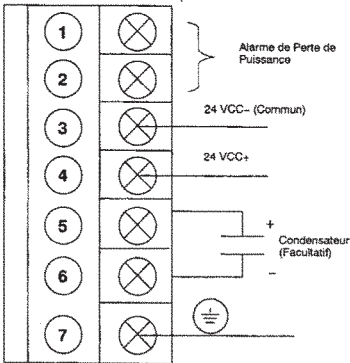 1
Alarme de Perte de
Puissance
2
24 VCC– (Commun)
3
24 VCC+
4
5
+
Condensateur
(Facultatif)
6
–
7